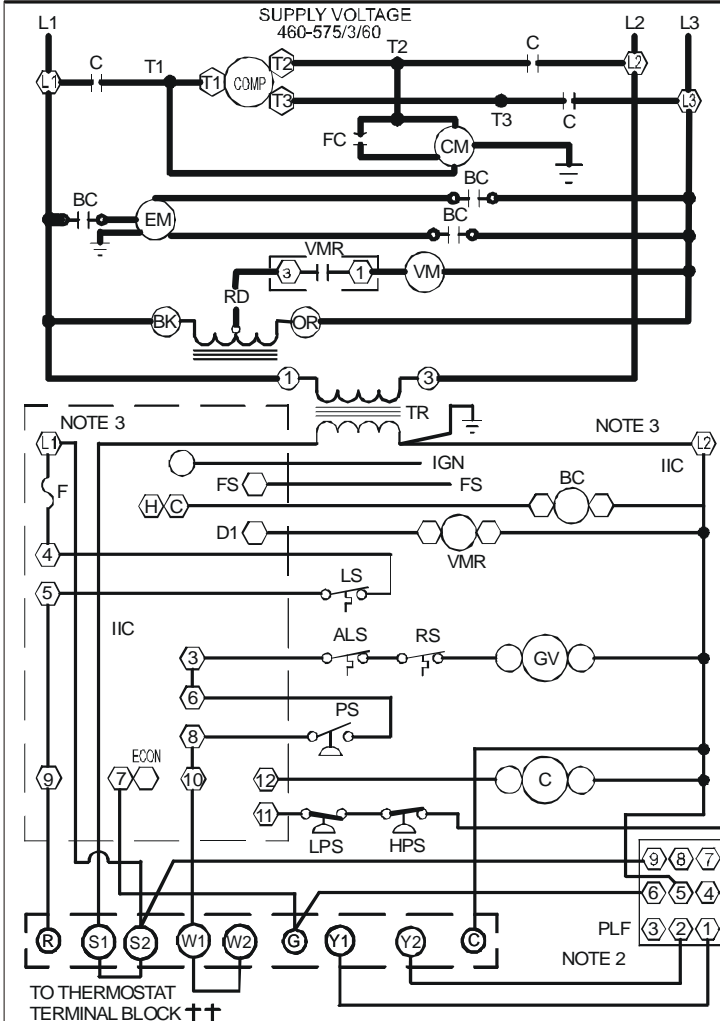 SUPPLY VOLTAGE
460-575/3/60
L1 L2 L3
C T1 T2 C
L1 T1 COMP T2 L2
T3 T3 C L3
FC CM
BC BC
EM BC
VMR
3 1 VM
RD
BK OR
1 3
TR
NOTE 3 NOTE 3
L1 L2
IGN IIC
FS FS BC
F H C
D1
VMR
4
LS
5
IIC
ALS RS
3 GV
6
PS
8
ECON
9 7 10 12 C
11
LPS HPS
9 8 7
6 5 4
PLF 3 2 1
R S1 S2 W1 W2 G Y1 Y2 C
NOTE 2
TO THERMOSTAT
TERMINAL BLOCK ††